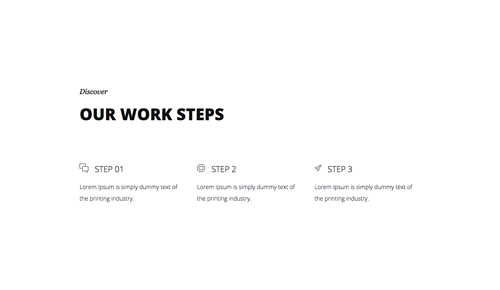 Discover
OUR WORK STEPS
STEP 01
Lorem Ipsum is simply dummy text of
the printing industry.
STEP 2
Lorem Ipsum is simply dummy text of
the printing industry.
STEP 3
Lorem Ipsum is simply dummy text of
the printing industry.